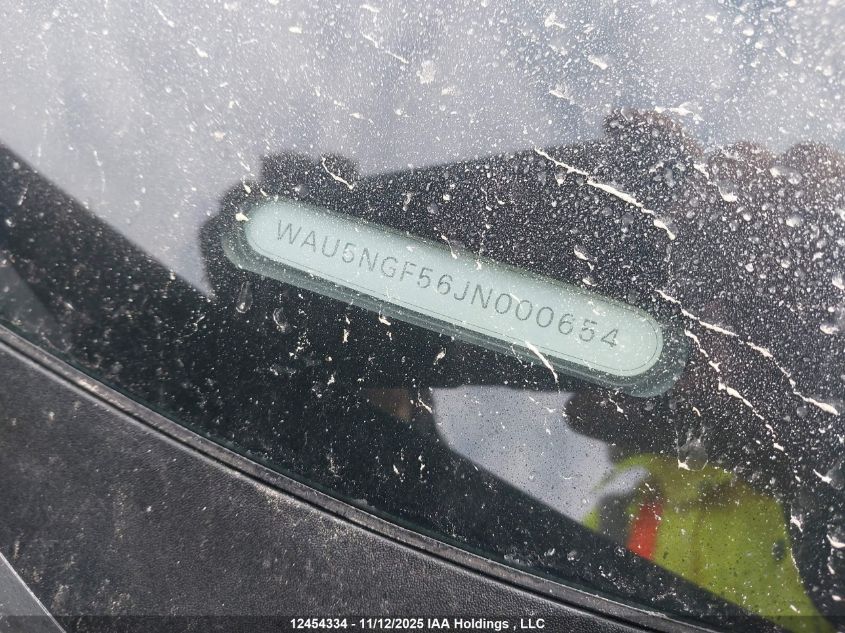 WAU5NGF56JN000654
12454334 - 11/12/2025 IAA Holdings , LLC